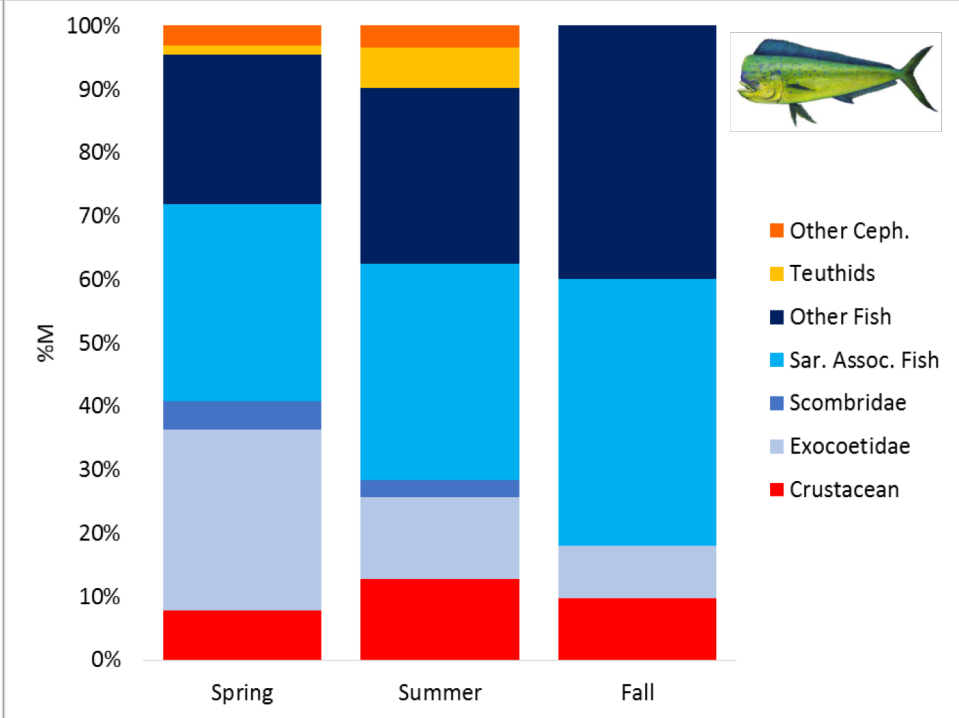 100%
90%
80%
70%
60%
50%
40%
30%
20%
10%
0%
%M
Spring
Summer
Fall
Other Ceph.
Teuthids
Other Fish
Sar. Assoc. Fish
Scombridae
Exocoetidae
Crustacean